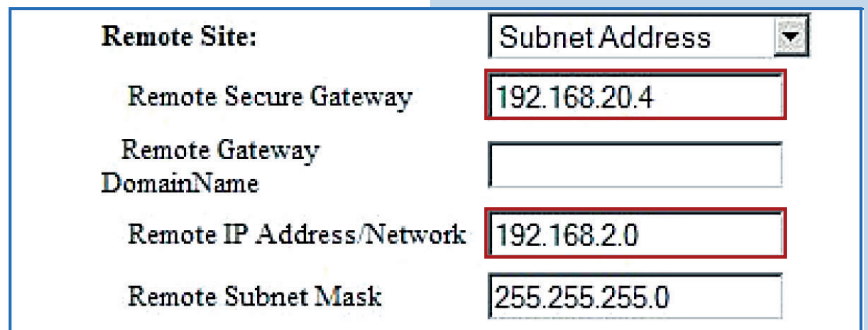 Remote Site: Subnet Address
Remote Secure Gateway 192.168.20.4
Remote Gateway
DomainName
Remote IP Address/Network 192.168.2.0
Remote Subnet Mask 255.255.255.0